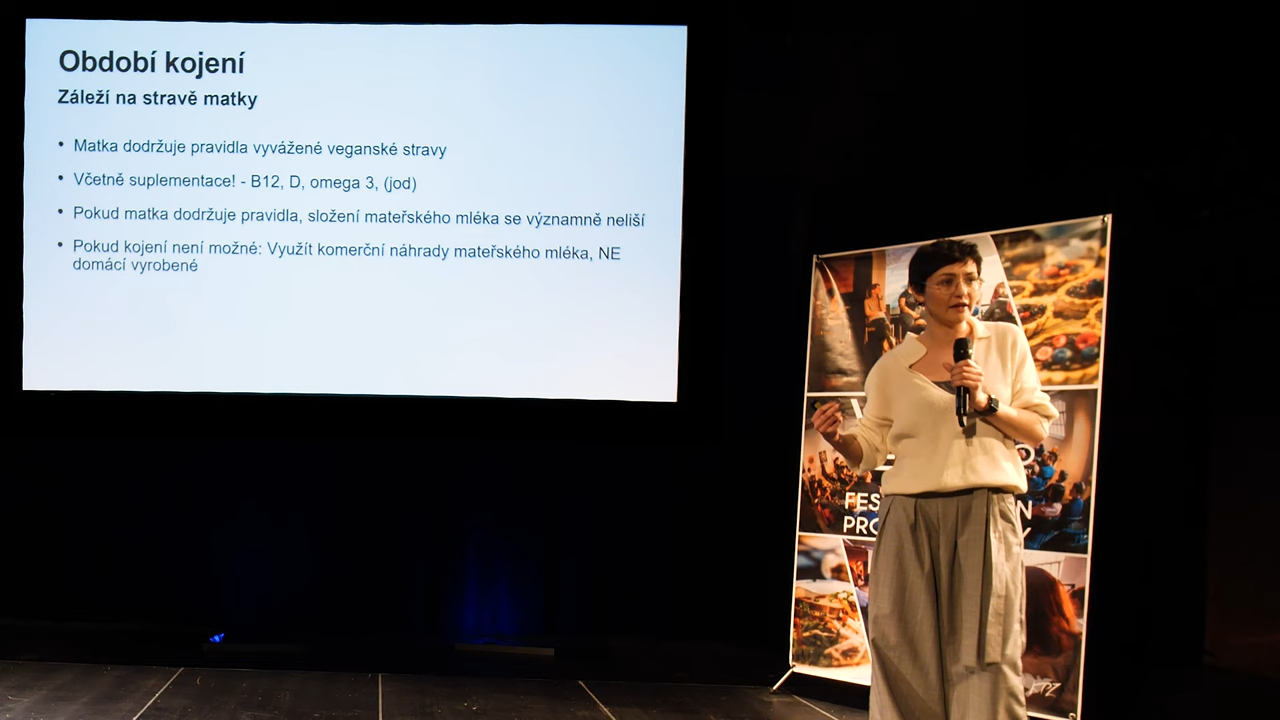 Období kojení
Záleží na stravě matky
• Matka dodržuje pravidla vyvážené veganské stravy
• Včetně suplementace! - B12, D, omega 3, (jod)
• Pokud matka dodržuje pravidla, složení mateřského mléka se významně neliší
• Pokud kojení není možné: Využít komerční náhrady mateřského mléka, NE
domácí vyrobené